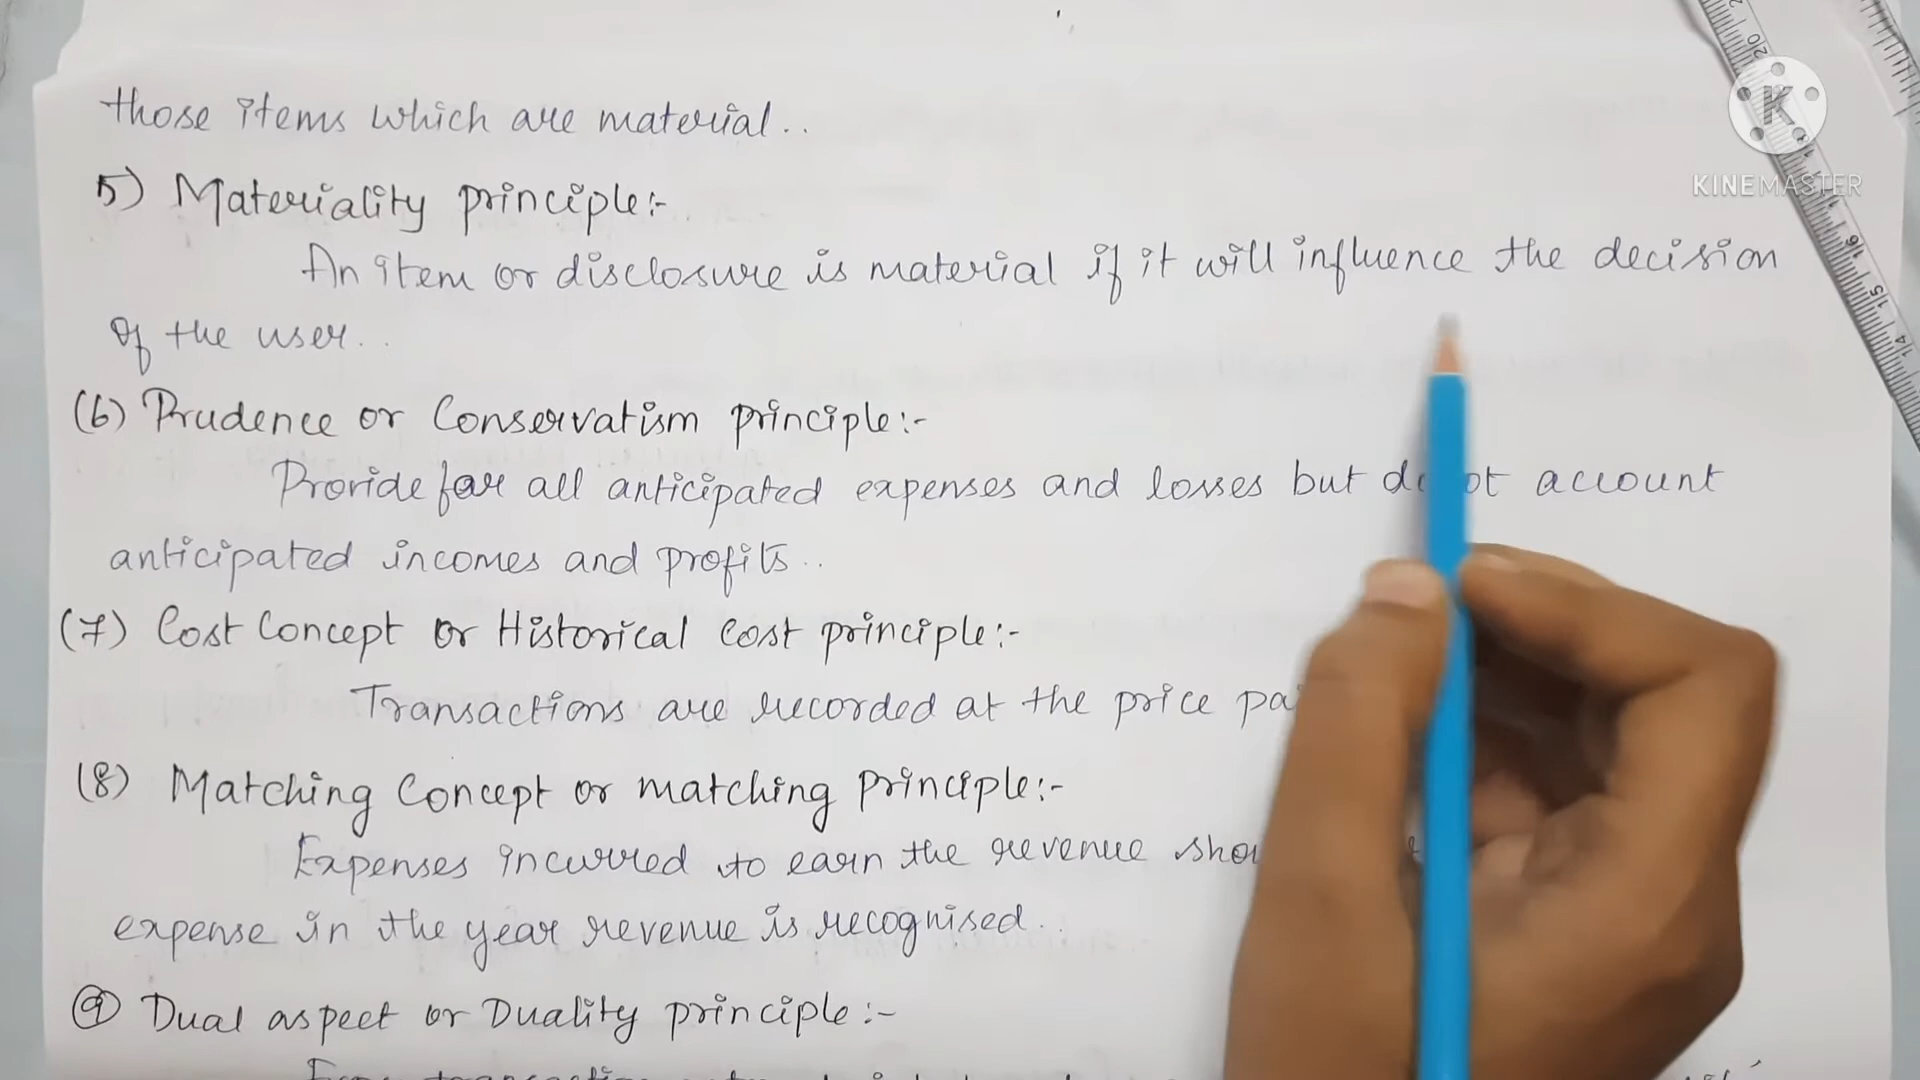 those items which are material..
5) Materiality principle:-
An item or disclosure is material if it will influence the decision
of the user..
(6) Prudence or Conservatism principle:-
Provide for all anticipated expenses and losses but account
anticipated incomes and profits..
(7) Cost Concept or Historical cost principle:-
Transactions are recorded at the price
(8) Matching Concept or matching principle:-
Expenses incurred to earn the revenue
expense in the year revenue is recognised..
(9) Dual aspect or Duality principle:-
K
KINEMASTER
20
16
15
14